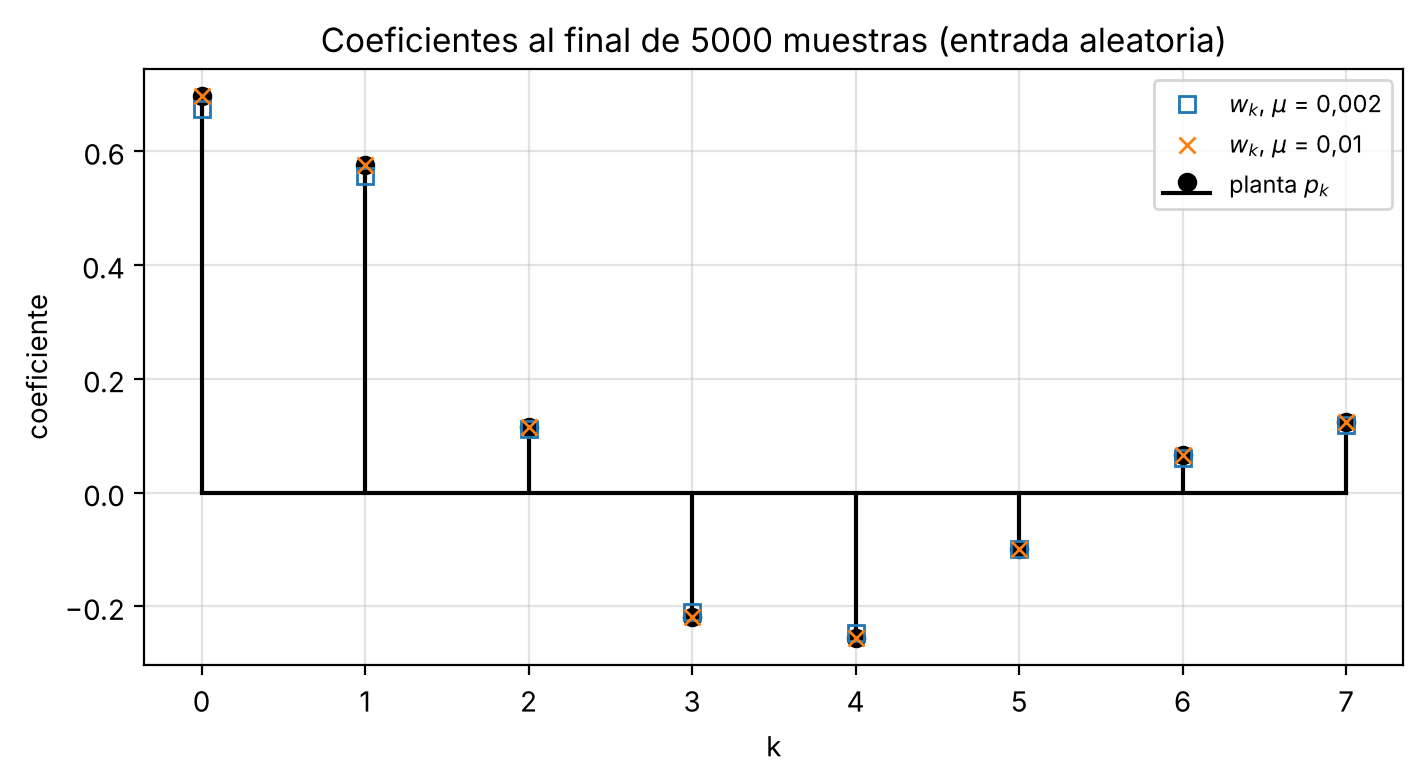 Coeficientes al final de 5000 muestras (entrada aleatoria)
w_k, μ = 0,002
w_k, μ = 0,01
planta p_k
coeficiente
0.6
0.4
0.2
0.0
−0.2
0 1 2 3 4 5 6 7
k